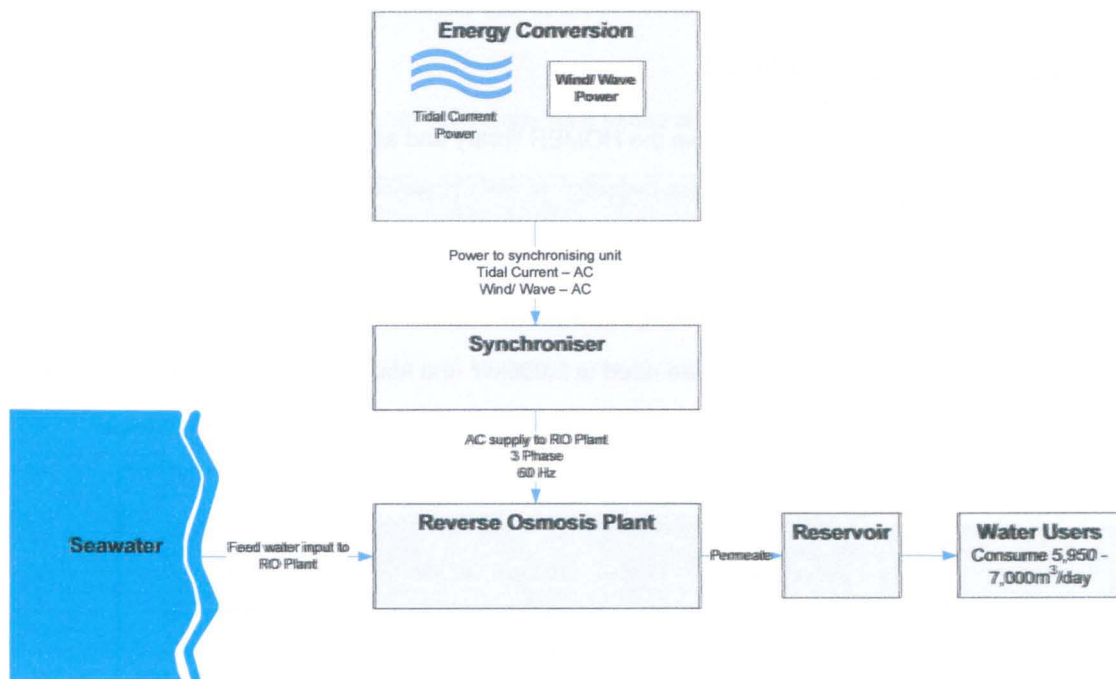 Energy Conversion
Tidal Current
Power
Wind/ Wave
Power
Power to synchronising unit
Tidal Current – AC
Wind/ Wave – AC
Synchroniser
AC supply to RO Plant
3 Phase
60 Hz
Seawater
Feed water input to
RO Plant
Reverse Osmosis Plant
Permeate
Reservoir
Water Users
Consume 5,950 -
7,000m³/day